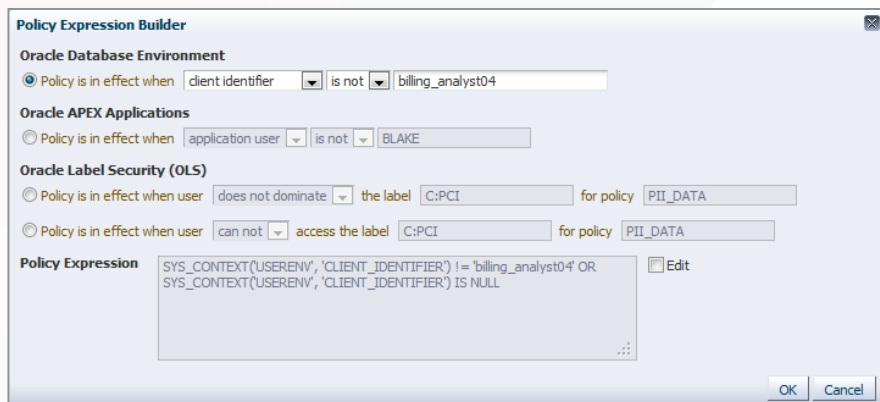 Policy Expression Builder
Oracle Database Environment
Policy is in effect when client identifier is not billing_analyst04
Oracle APEX Applications
Policy is in effect when application user is not BLAKE
Oracle Label Security (OLS)
Policy is in effect when user does not dominate the label C:PCI for policy PII_DATA
Policy is in effect when user can not access the label C:PCI for policy PII_DATA
Policy Expression SYS_CONTEXT('USERENV', 'CLIENT_IDENTIFIER') != 'billing_analyst04' OR Edit
SYS_CONTEXT('USERENV', 'CLIENT_IDENTIFIER') IS NULL
OK Cancel